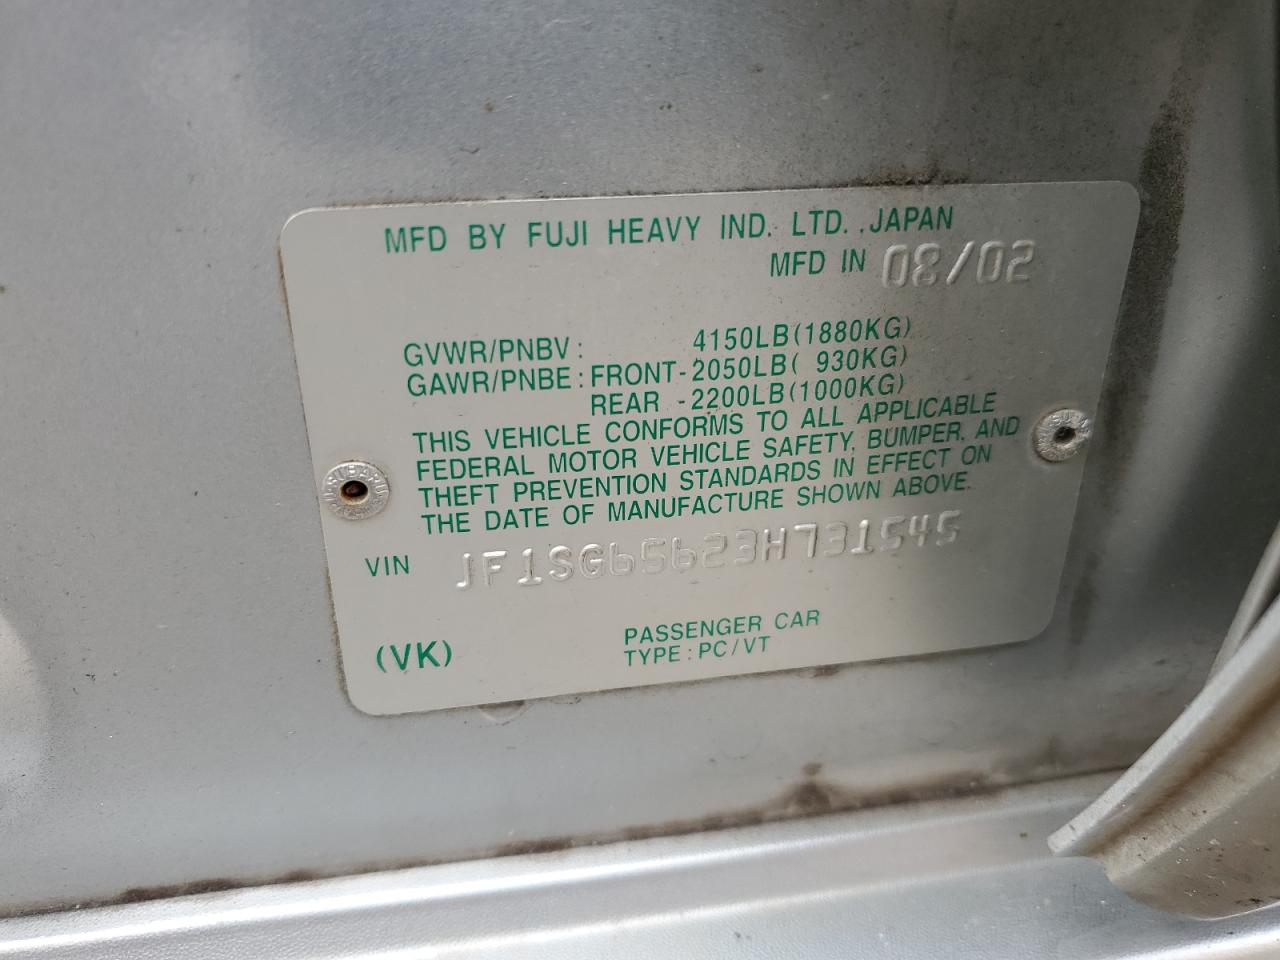 MFD BY FUJI HEAVY IND. LTD. JAPAN
MFD IN 08/02
GVWR/PNBV: 4150LB(1880KG)
GAWR/PNBE: FRONT-2050LB( 930KG)
REAR -2200LB(1000KG)
THIS VEHICLE CONFORMS TO ALL APPLICABLE
FEDERAL MOTOR VEHICLE SAFETY, BUMPER, AND
THEFT PREVENTION STANDARDS IN EFFECT ON
THE DATE OF MANUFACTURE SHOWN ABOVE.
VIN JF1SG65623H731545
(VK)
PASSENGER CAR
TYPE: PC/VT
SUBARU